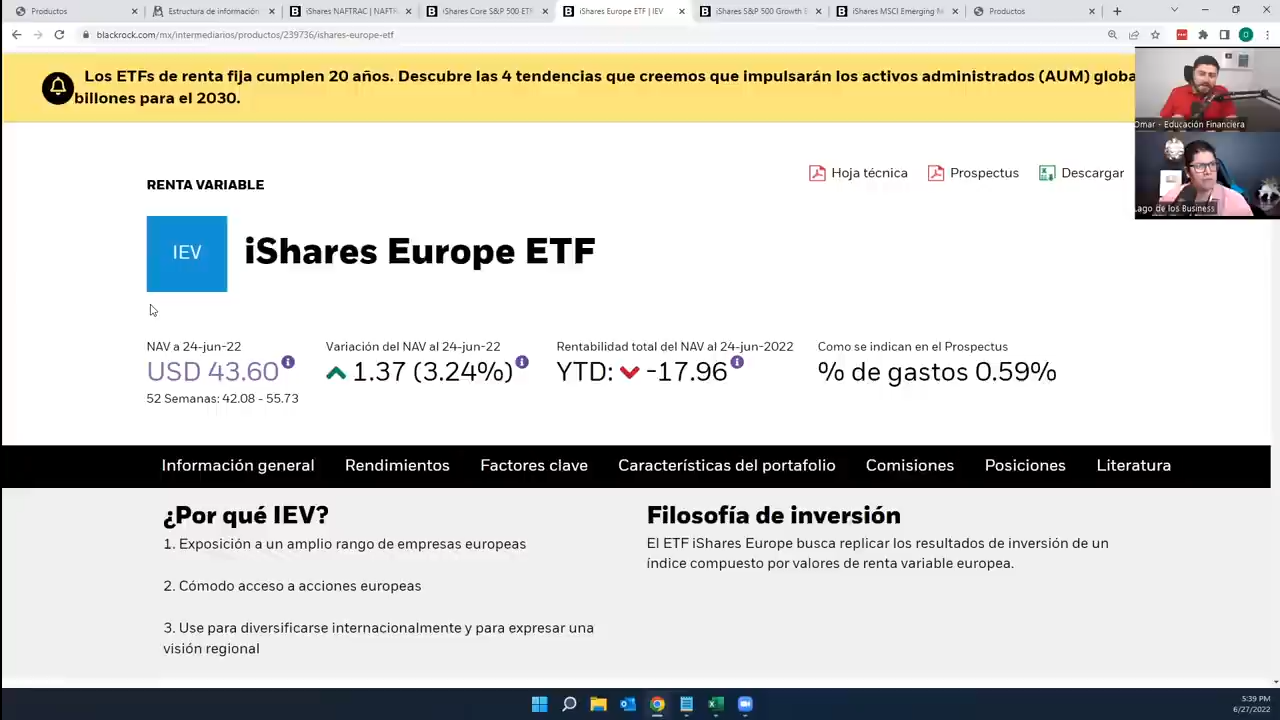 Productos
Estructura de información
iShares NAFTRAC | NAFT
iShares Core S&P 500 ET
iShares Europe ETF | IEV
iShares S&P 500 Growth E
iShares MSCI Emerging M
Productos
blackrock.com/mx/intermediarios/productos/239736/ishares-europe-etf
Los ETFs de renta fija cumplen 20 años. Descubre las 4 tendencias que creemos que impulsarán los activos administrados (AUM) globa
billones para el 2030.
Omar - Educación Financiera
Lago de los Business
Hoja técnica
Prospectus
Descargar
RENTA VARIABLE
IEV
iShares Europe ETF
NAV a 24-jun-22
USD 43.60
52 Semanas: 42.08 - 55.73
Variación del NAV al 24-jun-22
1.37 (3.24%)
Rentabilidad total del NAV al 24-jun-2022
YTD: -17.96
Como se indican en el Prospectus
% de gastos 0.59%
Información general
Rendimientos
Factores clave
Características del portafolio
Comisiones
Posiciones
Literatura
¿Por qué IEV?
1. Exposición a un amplio rango de empresas europeas
2. Cómodo acceso a acciones europeas
3. Use para diversificarse internacionalmente y para expresar una
visión regional
Filosofía de inversión
El ETF iShares Europe busca replicar los resultados de inversión de un
índice compuesto por valores de renta variable europea.
5:39 PM
6/27/2022